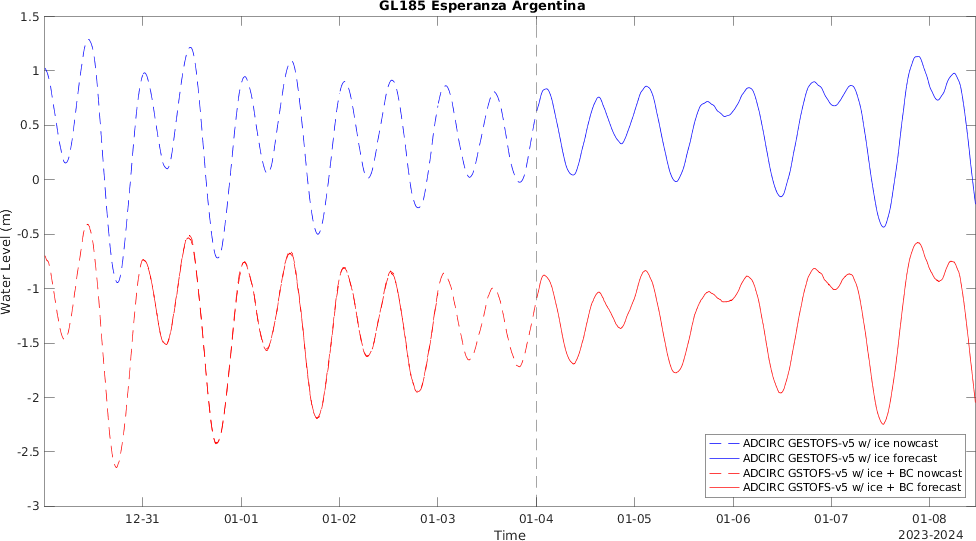 GL185 Esperanza Argentina
1.5
1
0.5
0
-0.5
-1
-1.5
-2
-2.5
-3
Water Level (m)
ADCIRC GESTOFS-v5 w/ ice nowcast
ADCIRC GESTOFS-v5 w/ ice forecast
ADCIRC GSTOFS-v5 w/ ice + BC nowcast
ADCIRC GSTOFS-v5 w/ ice + BC forecast
12-31 01-01 01-02 01-03 01-04 01-05 01-06 01-07 01-08
Time
2023-2024